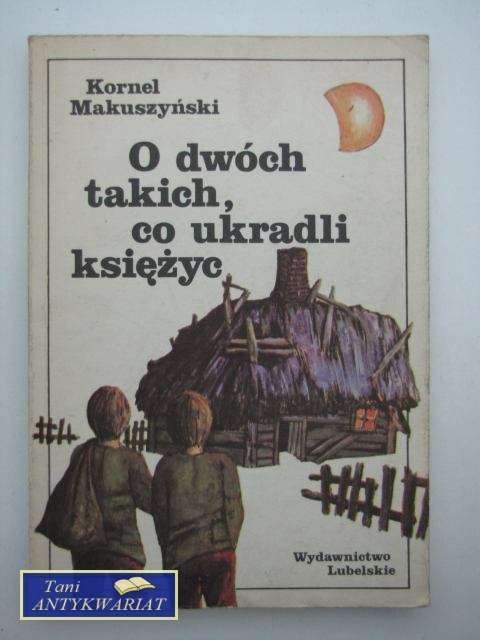 Kornel
Makuszyński
O dwóch
takich,
co ukradli
księżyc
Wydawnictwo
Lubelskie
Tani
ANTYKWARIAT